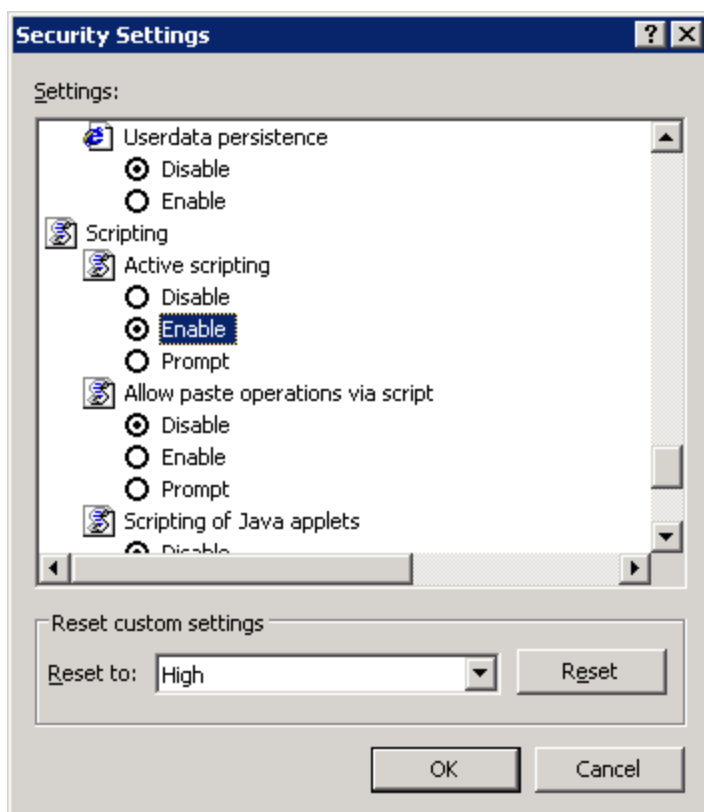 Security Settings
Settings:
Userdata persistence
Disable
Enable
Scripting
Active scripting
Disable
Enable
Prompt
Allow paste operations via script
Disable
Enable
Prompt
Scripting of Java applets
Disable
Reset custom settings
Reset to: High Reset
OK Cancel